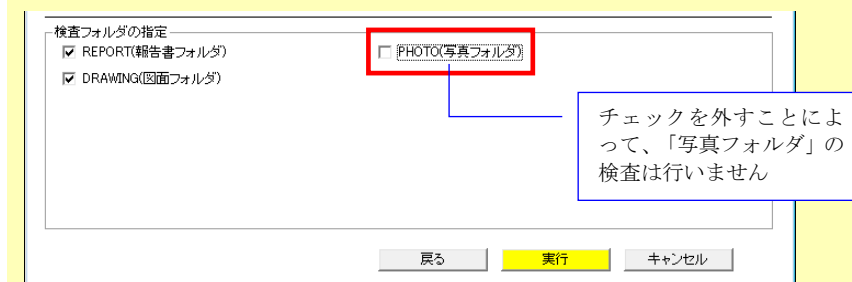 検査フォルダの指定
REPORT(報告書フォルダ)
PHOTO(写真フォルダ)
DRAWING(図面フォルダ)
チェックを外すことによ
って、「写真フォルダ」の
検査は行いません
戻る
実行
キャンセル